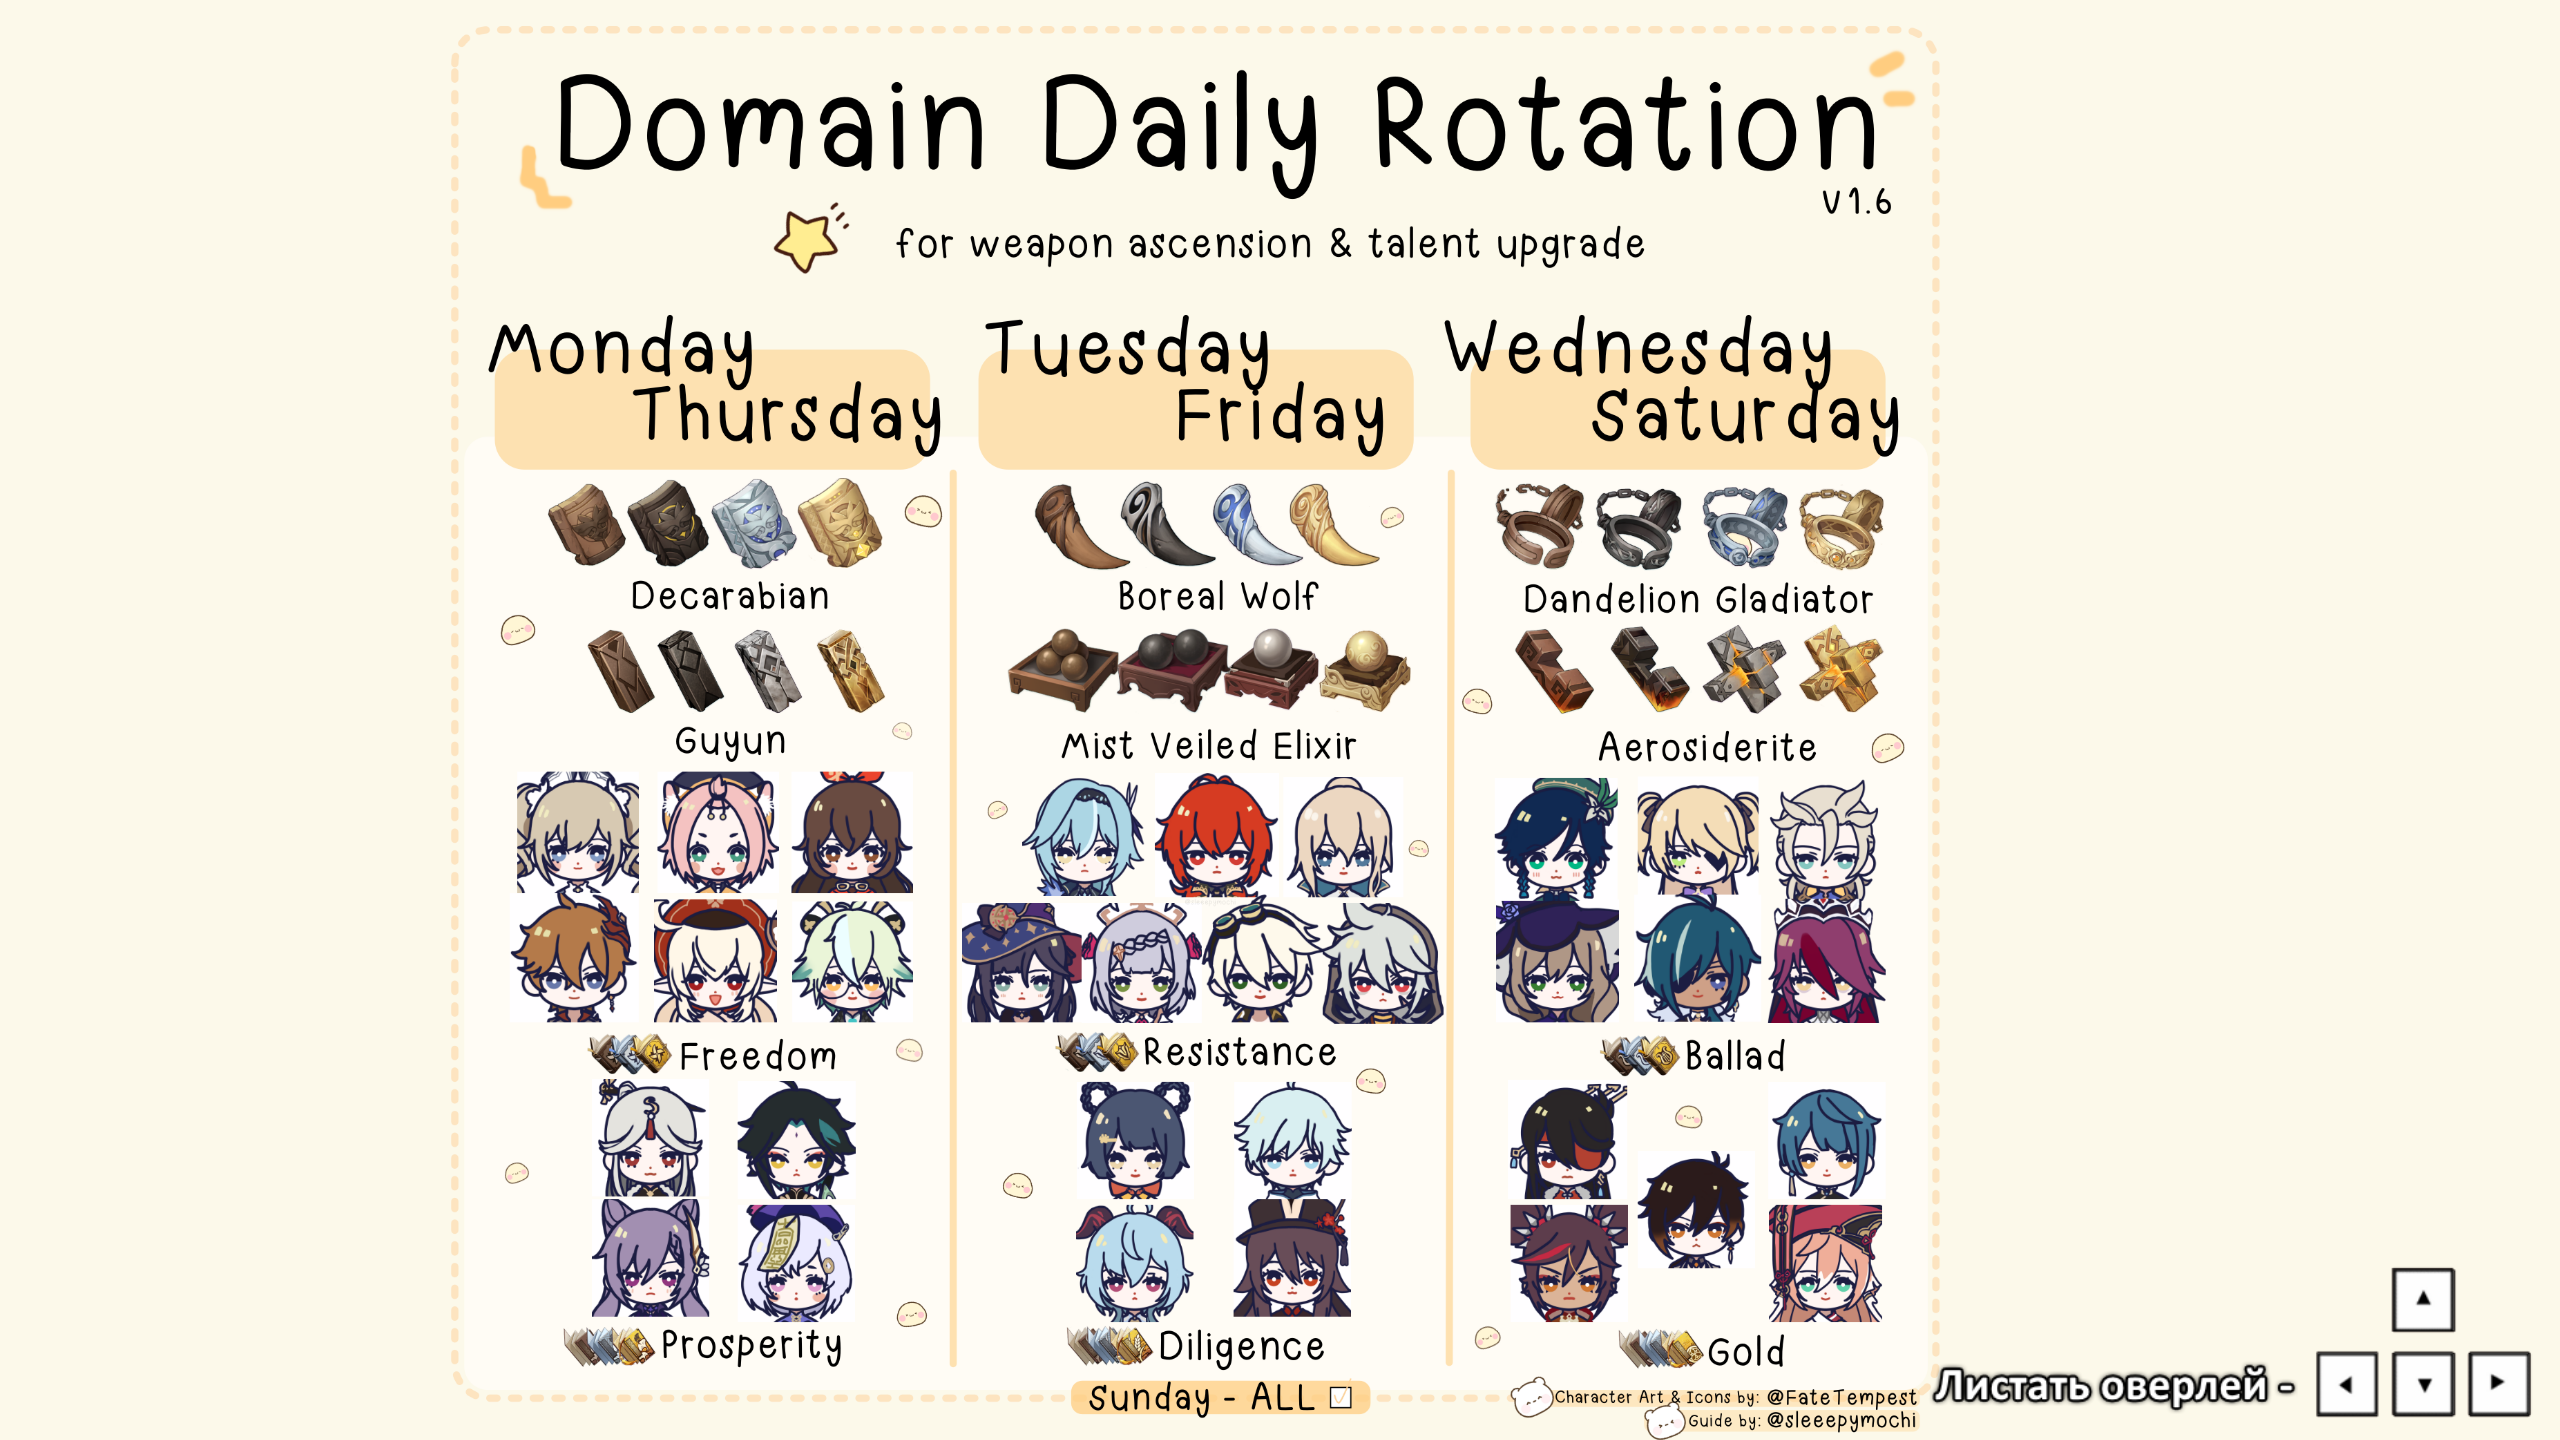 Domain Daily Rotation
v1.6
for weapon ascension & talent upgrade
Monday
Thursday
Tuesday
Friday
Wednesday
Saturday
Decarabian
Boreal Wolf
Dandelion Gladiator
Guyun
Mist Veiled Elixir
Aerosiderite
Freedom
Resistance
Ballad
Prosperity
Diligence
Gold
Sunday - ALL
Character Art & Icons by: @FateTempest
Guide by: @sleeepymochi
Листать оверлей -